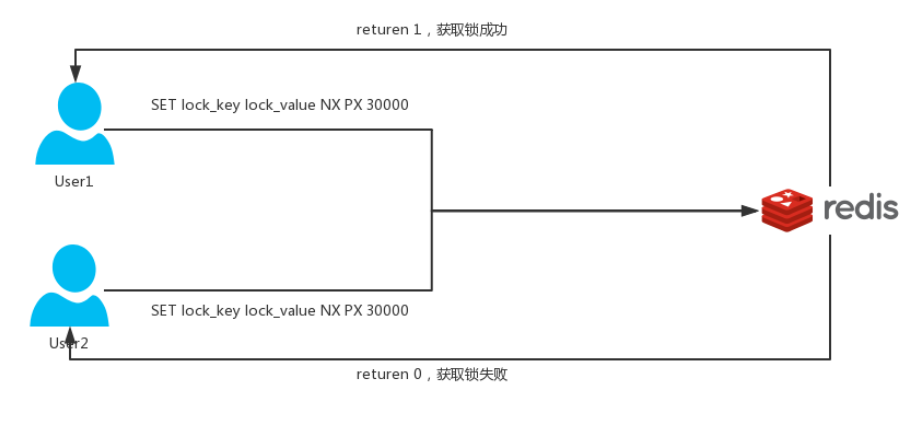 returen 1，获取锁成功
SET lock_key lock_value NX PX 30000
User1
redis
SET lock_key lock_value NX PX 30000
User2
returen 0，获取锁失败